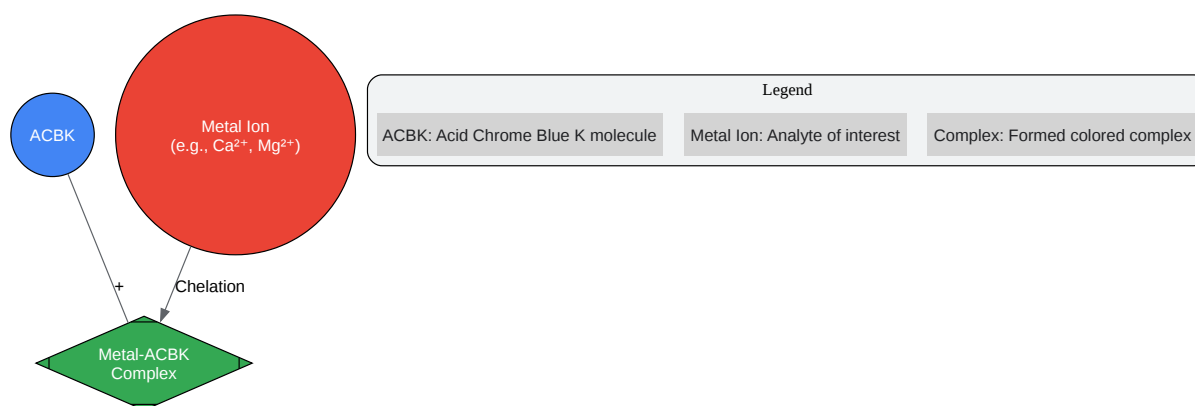 ACBK
Metal Ion
(e.g., Ca²⁺, Mg²⁺)
Legend
ACBK: Acid Chrome Blue K molecule
Metal Ion: Analyte of interest
Complex: Formed colored complex
+
Chelation
Metal-ACBK
Complex